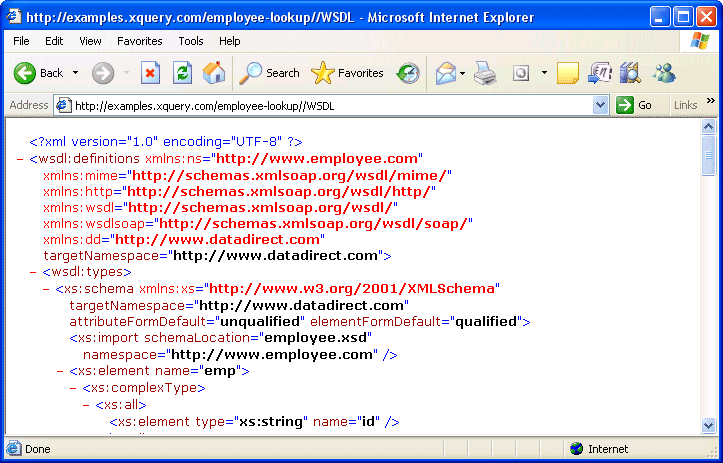 http://examples.xquery.com/employee-lookup//WSDL - Microsoft Internet Explorer
File Edit View Favorites Tools Help
Back Search Favorites
Address http://examples.xquery.com/employee-lookup//WSDL Go Links »
<?xml version="1.0" encoding="UTF-8" ?>
- <wsdl:definitions xmlns:ns="http://www.employee.com"
xmlns:mime="http://schemas.xmlsoap.org/wsdl/mime/"
xmlns:http="http://schemas.xmlsoap.org/wsdl/http/"
xmlns:wsdl="http://schemas.xmlsoap.org/wsdl/"
xmlns:wsdlsoap="http://schemas.xmlsoap.org/wsdl/soap/"
xmlns:dd="http://www.datadirect.com"
targetNamespace="http://www.datadirect.com">
- <wsdl:types>
- <xs:schema xmlns:xs="http://www.w3.org/2001/XMLSchema"
targetNamespace="http://www.datadirect.com"
attributeFormDefault="unqualified" elementFormDefault="qualified">
<xs:import schemaLocation="employee.xsd"
namespace="http://www.employee.com" />
- <xs:element name="emp">
- <xs:complexType>
- <xs:all>
<xs:element type="xs:string" name="id" />
Done Internet